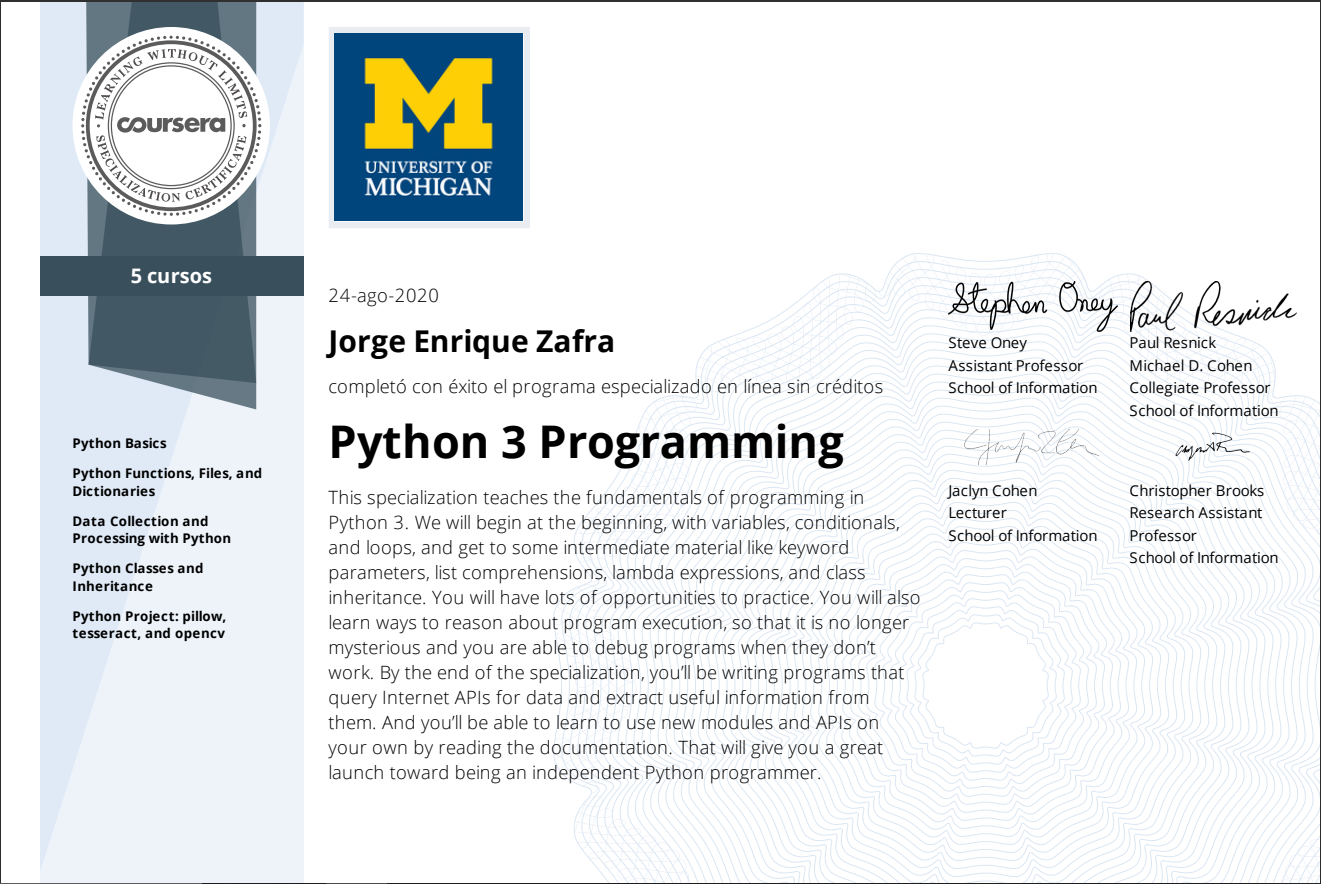 LEARNING WITHOUT LIMITS
coursera
SPECIALIZATION CERTIFICATE
5 cursos
Python Basics
Python Functions, Files, and
Dictionaries
Data Collection and
Processing with Python
Python Classes and
Inheritance
Python Project: pillow,
tesseract, and opencv
M
UNIVERSITY OF
MICHIGAN
24-ago-2020
Jorge Enrique Zafra
completó con éxito el programa especializado en línea sin créditos
Python 3 Programming
This specialization teaches the fundamentals of programming in
Python 3. We will begin at the beginning, with variables, conditionals,
and loops, and get to some intermediate material like keyword
parameters, list comprehensions, lambda expressions, and class
inheritance. You will have lots of opportunities to practice. You will also
learn ways to reason about program execution, so that it is no longer
mysterious and you are able to debug programs when they don’t
work. By the end of the specialization, you’ll be writing programs that
query Internet APIs for data and extract useful information from
them. And you’ll be able to learn to use new modules and APIs on
your own by reading the documentation. That will give you a great
launch toward being an independent Python programmer.
Stephen Oney
Steve Oney
Assistant Professor
School of Information
Paul Resnick
Paul Resnick
Michael D. Cohen
Collegiate Professor
School of Information
Jaclyn Cohen
Lecturer
School of Information
Christopher Brooks
Research Assistant
Professor
School of Information